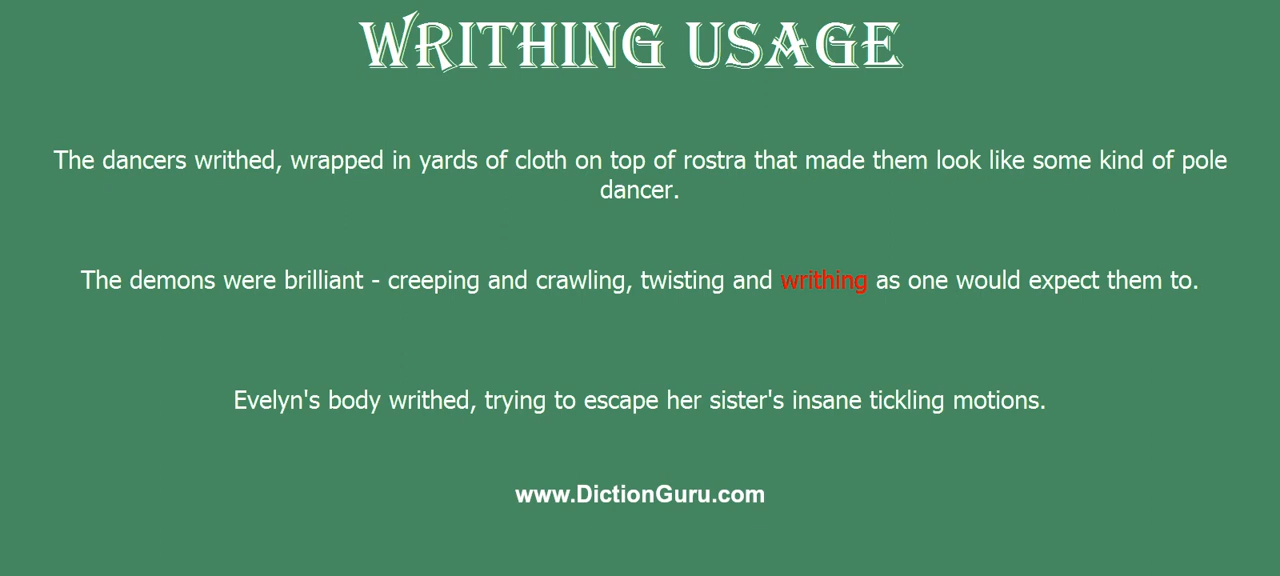 WRITHING USAGE
The dancers writhed, wrapped in yards of cloth on top of rostra that made them look like some kind of pole
dancer.
The demons were brilliant - creeping and crawling, twisting and writhing as one would expect them to.
Evelyn's body writhed, trying to escape her sister's insane tickling motions.
www.DictionGuru.com